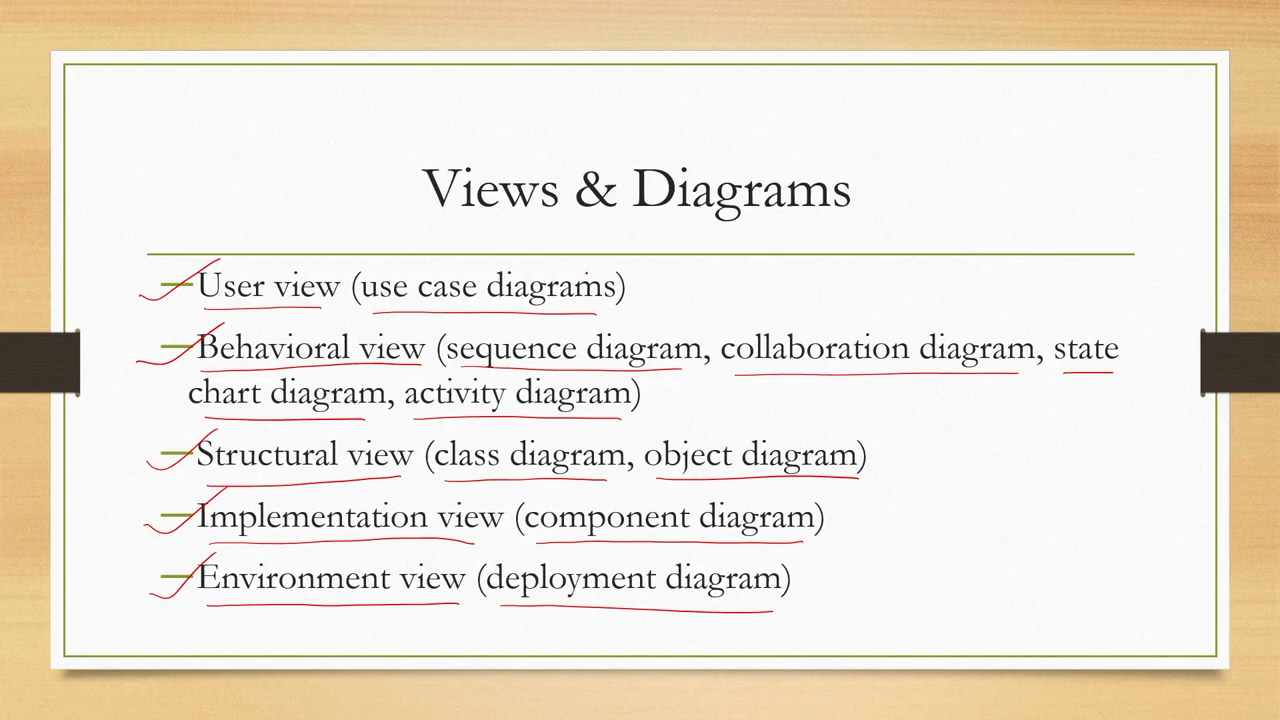 Views & Diagrams
User view (use case diagrams)
Behavioral view (sequence diagram, collaboration diagram, state
chart diagram, activity diagram)
Structural view (class diagram, object diagram)
Implementation view (component diagram)
Environment view (deployment diagram)